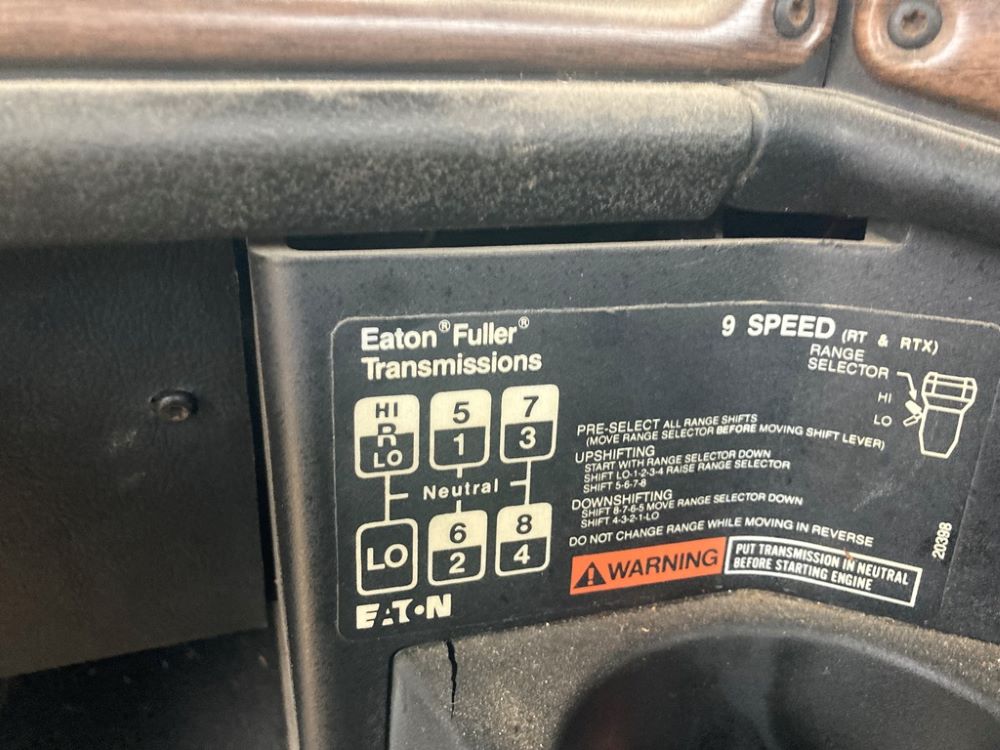 Eaton® Fuller®
Transmissions
9 SPEED (RT & RTX)
RANGE
SELECTOR
HI
LO
HI
R
LO
5
1
7
3
Neutral
LO
6
2
8
4
PRE-SELECT ALL RANGE SHIFTS
(MOVE RANGE SELECTOR BEFORE MOVING SHIFT LEVER)
UPSHIFTING
START WITH RANGE SELECTOR DOWN
SHIFT LO-1-2-3-4 RAISE RANGE SELECTOR
SHIFT 5-6-7-8
DOWNSHIFTING
SHIFT 8-7-6-5 MOVE RANGE SELECTOR DOWN
SHIFT 4-3-2-1-LO
DO NOT CHANGE RANGE WHILE MOVING IN REVERSE
WARNING
PUT TRANSMISSION IN NEUTRAL
BEFORE STARTING ENGINE
20398
EATON